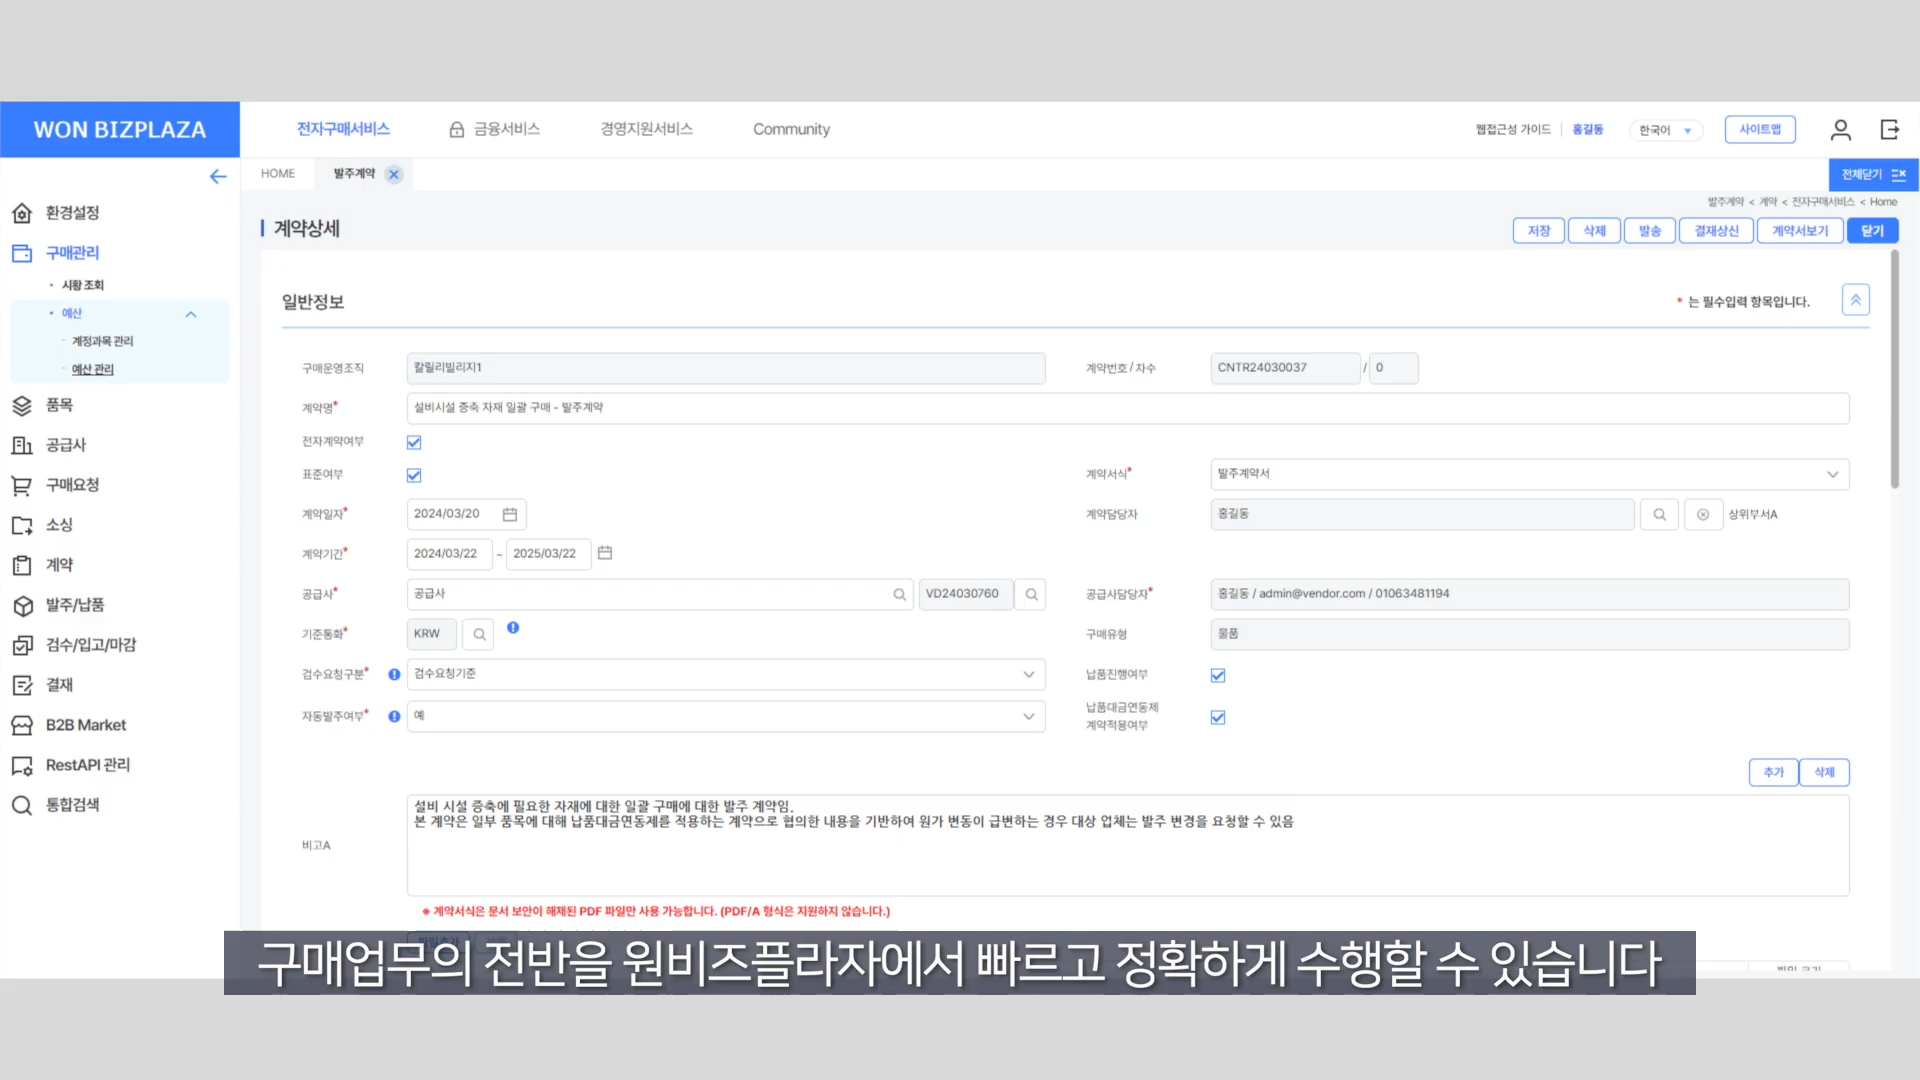 WON BIZPLAZA
전자구매서비스 금융서비스 경영지원서비스 Community
웹접근성 가이드 홍길동 한국어 사이트맵
HOME 발주계약 전체닫기
발주계약 < 계약 < 전자구매서비스 < Home
환경설정
구매관리
시황 조회
예산
계정과목 관리
예산 관리
품목
공급사
구매요청
소싱
계약
발주/납품
검수/입고/마감
결재
B2B Market
RestAPI 관리
통합검색
계약상세
저장 삭제 발송 결재상신 계약서보기 닫기
일반정보
* 는 필수입력 항목입니다.
구매운영조직 칼릴리빌리지1 계약번호 / 차수 CNTR24030037 / 0
계약명* 설비시설 증축 자재 일괄 구매 - 발주계약
전자계약여부
표준여부 계약서식* 발주계약서
계약일자* 2024/03/20 계약담당자 홍길동 상위부서A
계약기간* 2024/03/22 ~ 2025/03/22
공급사* 공급사 VD24030760 공급사담당자* 홍길동 / admin@vendor.com / 01063481194
기준통화* KRW 구매유형 물품
검수요청구분* 검수요청기준 납품진행여부
자동발주여부* 예 납품대금연동제
계약적용여부
추가 삭제
비고A
설비 시설 증축에 필요한 자재에 대한 일괄 구매에 대한 발주 계약임.
본 계약은 일부 품목에 대해 납품대금연동제를 적용하는 계약으로 협의한 내용을 기반하여 원가 변동이 급변하는 경우 대상 업체는 발주 변경을 요청할 수 있음
※ 계약서식은 문서 보안이 해제된 PDF 파일만 사용 가능합니다. (PDF/A 형식은 지원하지 않습니다.)
구매업무의 전반을 원비즈플라자에서 빠르고 정확하게 수행할 수 있습니다